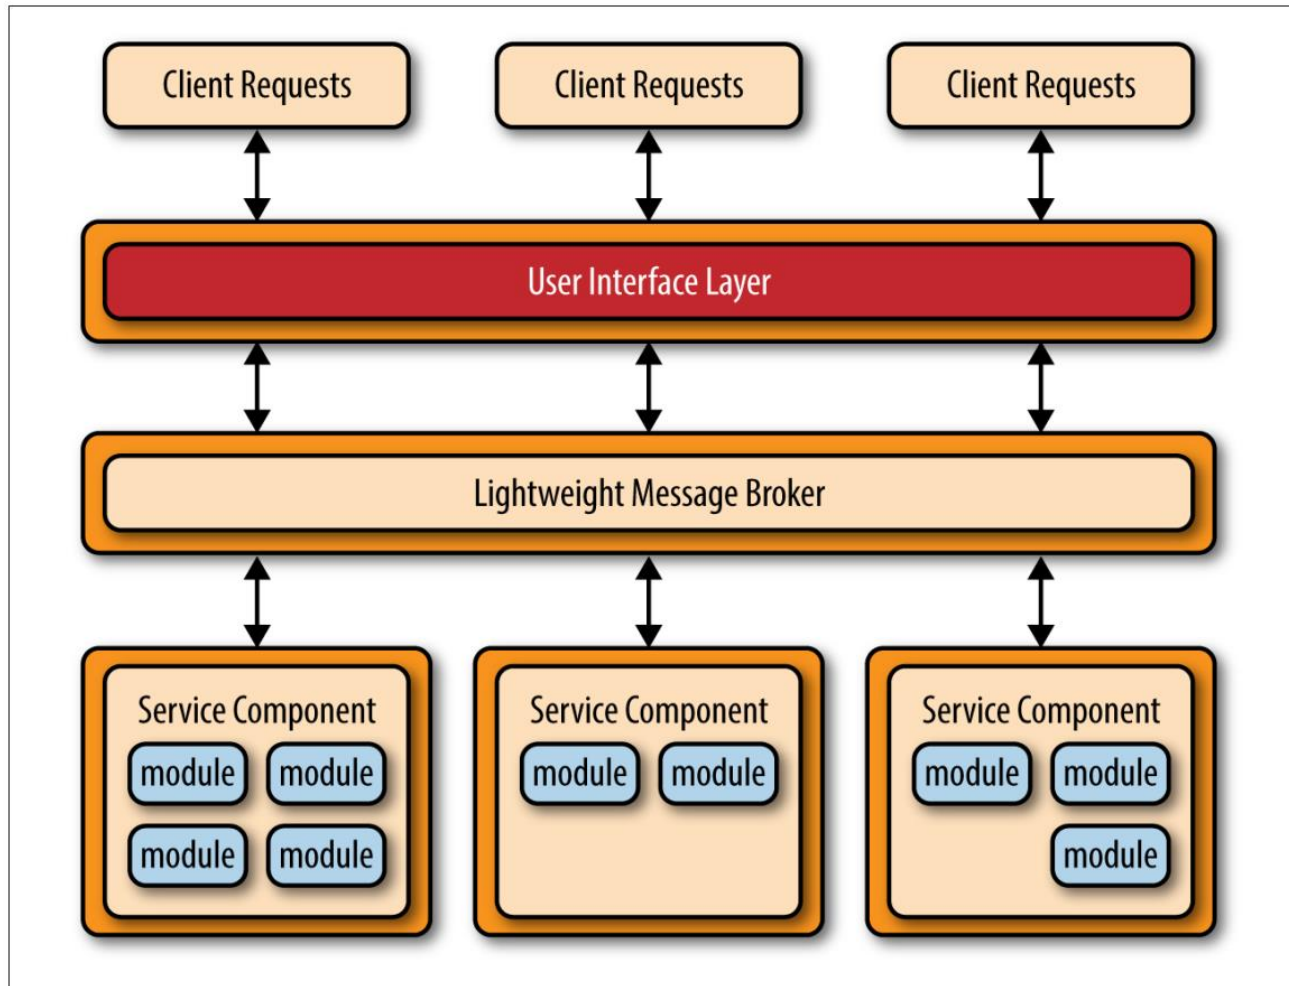 Client Requests
Client Requests
Client Requests
User Interface Layer
Lightweight Message Broker
Service Component
module
module
module
module
Service Component
module
module
Service Component
module
module
module